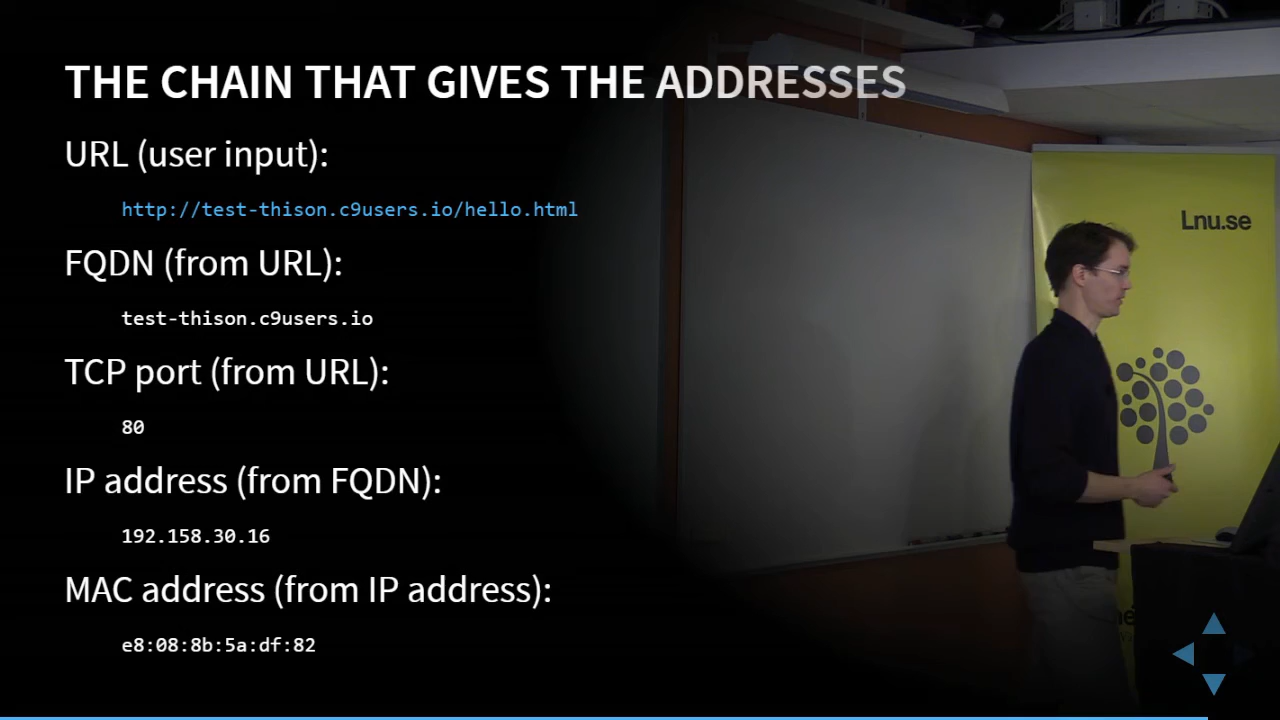 THE CHAIN THAT GIVES THE ADDRESSES
URL (user input):
http://test-thison.c9users.io/hello.html
FQDN (from URL):
test-thison.c9users.io
TCP port (from URL):
80
IP address (from FQDN):
192.158.30.16
MAC address (from IP address):
e8:08:8b:5a:df:82
Lnu.se